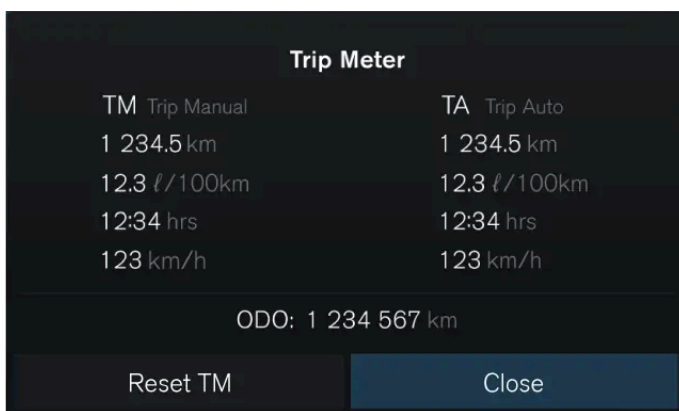 Trip Meter
TM Trip Manual TA Trip Auto
1 234.5 km 1 234.5 km
12.3 ℓ/100km 12.3 ℓ/100km
12:34 hrs 12:34 hrs
123 km/h 123 km/h
ODO: 1 234 567 km
Reset TM Close